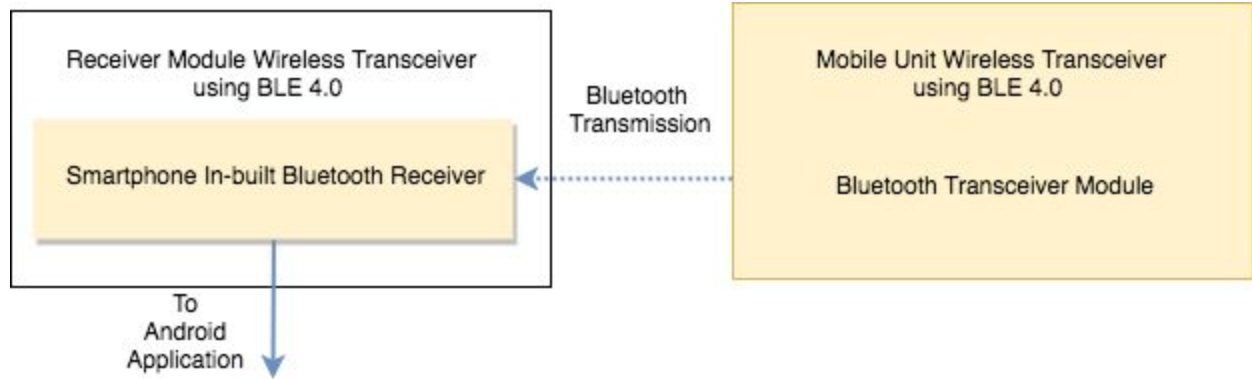 Receiver Module Wireless Transceiver
using BLE 4.0
Smartphone In-built Bluetooth Receiver
To
Android
Application
Bluetooth
Transmission
Mobile Unit Wireless Transceiver
using BLE 4.0
Bluetooth Transceiver Module